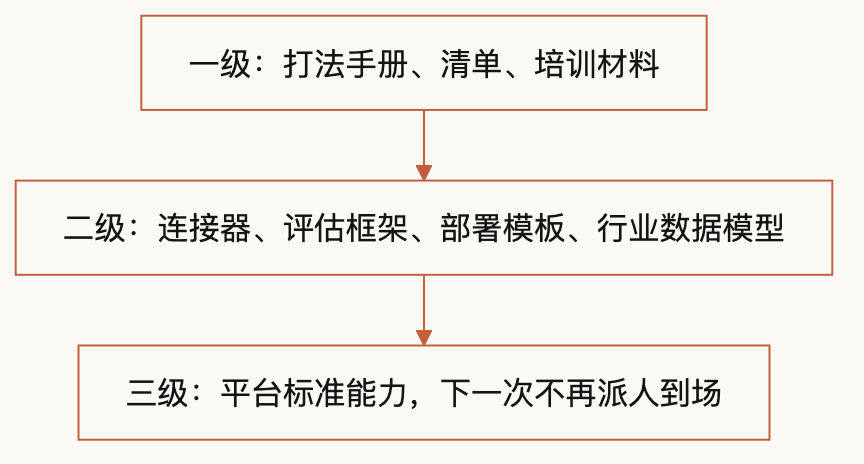 一级：打法手册、清单、培训材料
二级：连接器、评估框架、部署模板、行业数据模型
三级：平台标准能力，下一次不再派人到场